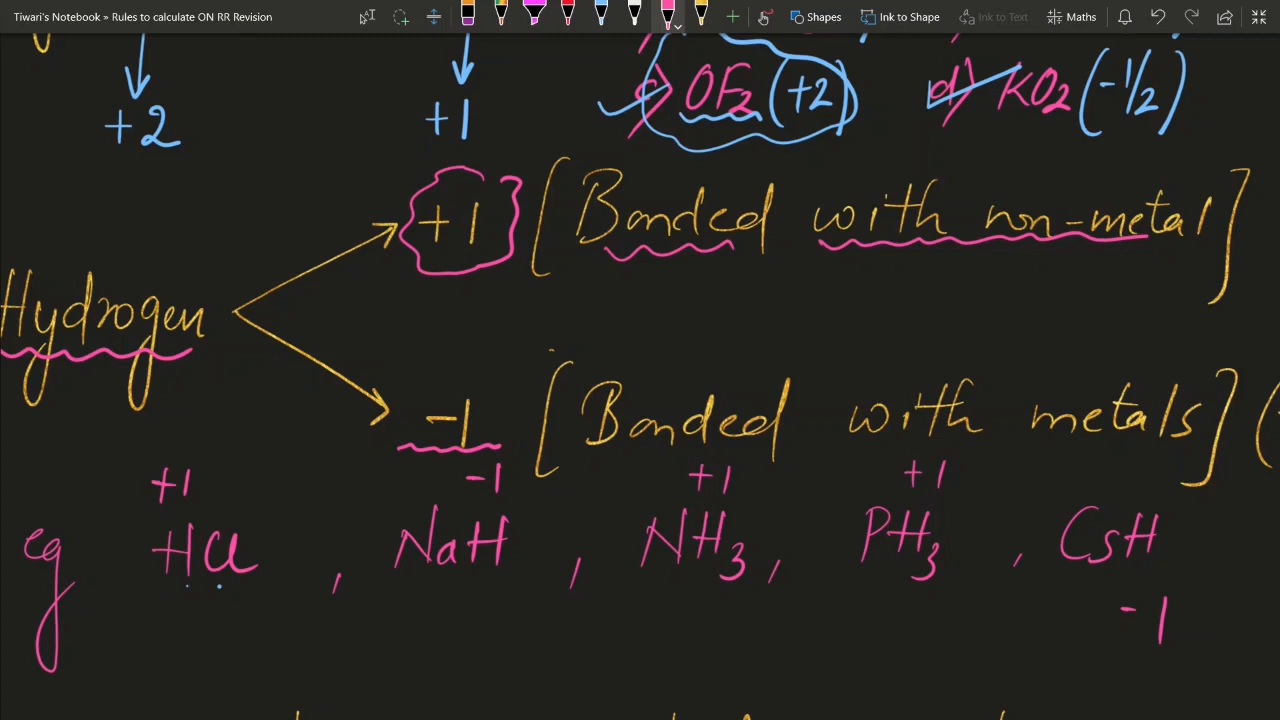 Tiwari's Notebook » Rules to calculate ON RR Revision
Shapes Ink to Shape Ink to Text Maths
+2 +1 c) OF2 (+2) d) KO2 (-1/2)
+1 [Bonded with non-metal]
Hydrogen
-1 [Bonded with metals] (
+1 -1 +1 +1
eg HCl , NaH , NH3 , PH3 , CsH
-1